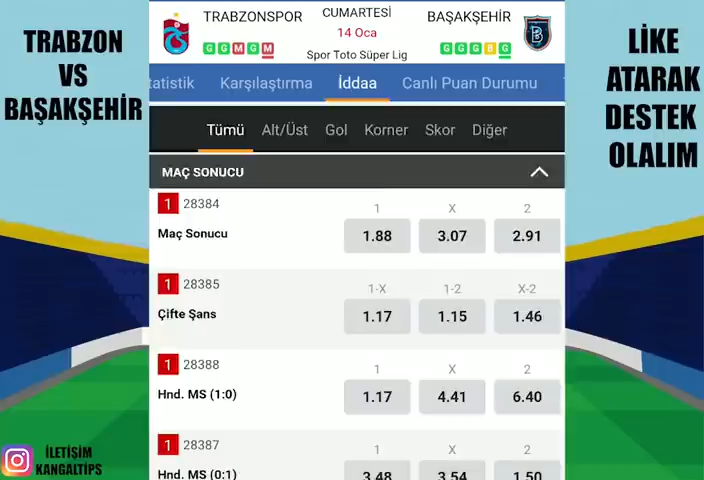 TRABZON
VS
BAŞAKŞEHİR
TRABZONSPOR
CUMARTESİ
BAŞAKŞEHİR
14 Oca
G G M G M
Spor Toto Süper Lig
G G G B G
tatistik Karşılaştırma İddaa Canlı Puan Durumu
Tümü Alt/Üst Gol Korner Skor Diğer
MAÇ SONUCU
1 28384
1 X 2
Maç Sonucu 1.88 3.07 2.91
1 28385
1-X 1-2 X-2
Çifte Şans 1.17 1.15 1.46
1 28388
1 X 2
Hnd. MS (1:0) 1.17 4.41 6.40
1 28387
1 X 2
Hnd. MS (0:1) 3.48 3.54 1.50
LİKE
ATARAK
DESTEK
OLALIM
İLETİŞİM
KANGALTIPS